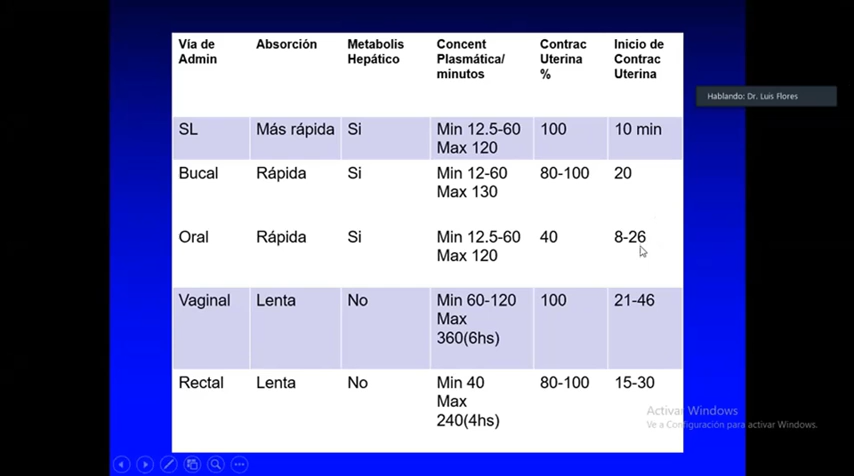 Vía de Admin
Absorción
Metabolis Hepático
Concent Plasmática/ minutos
Contrac Uterina %
Inicio de Contrac Uterina
Hablando: Dr. Luis Flores
SL
Más rápida
Si
Min 12.5-60
Max 120
100
10 min
Bucal
Rápida
Si
Min 12-60
Max 130
80-100
20
Oral
Rápida
Si
Min 12.5-60
Max 120
40
8-26
Vaginal
Lenta
No
Min 60-120
Max
360(6hs)
100
21-46
Rectal
Lenta
No
Min 40
Max
240(4hs)
80-100
15-30
Activar Windows
Ve a Configuración para activar Windows.